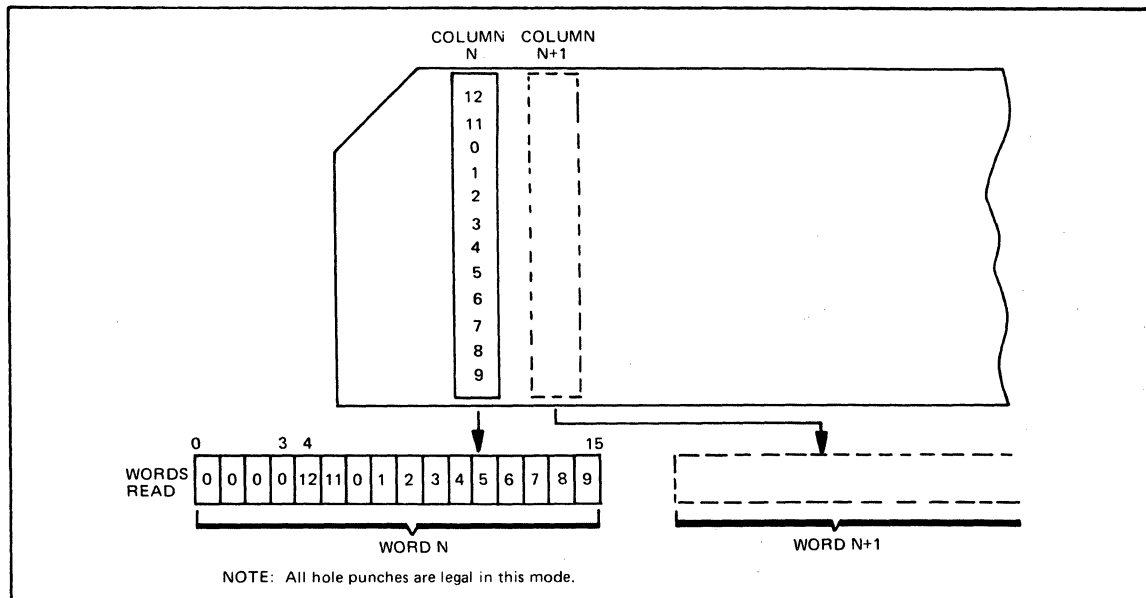 COLUMN N
COLUMN N+1
12
11
0
1
2
3
4
5
6
7
8
9
0 3 4 15
WORDS READ
0 0 0 0 12 11 0 1 2 3 4 5 6 7 8 9
WORD N
WORD N+1
NOTE: All hole punches are legal in this mode.